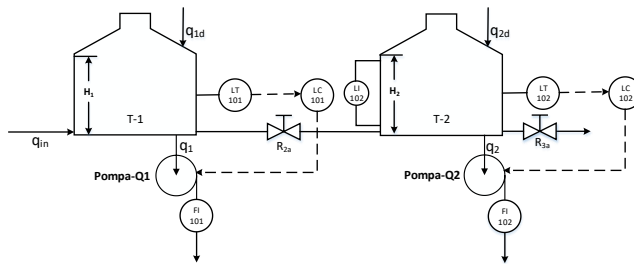 q1d
q2d
H1
T-1
LT
101
LC
101
LI
102
H2
T-2
LT
102
LC
102
qin
q1
R2a
q2
R3a
Pompa-Q1
Pompa-Q2
FI
101
FI
102